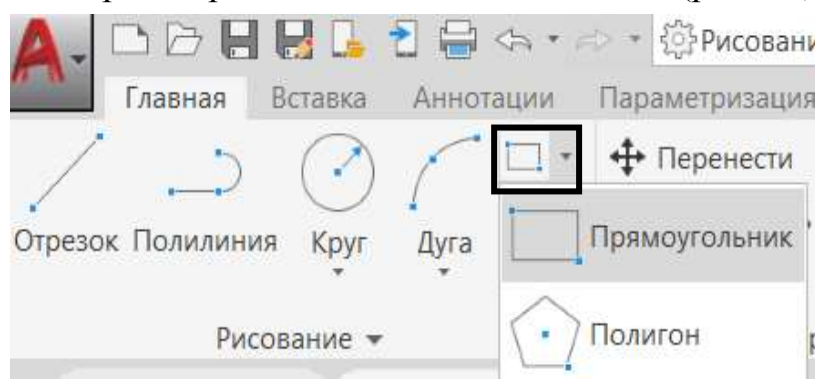 Рисовани
Главная Вставка Аннотации Параметризация
Перенести
Отрезок Полилиния Круг Дуга Прямоугольник
Рисование Полигон